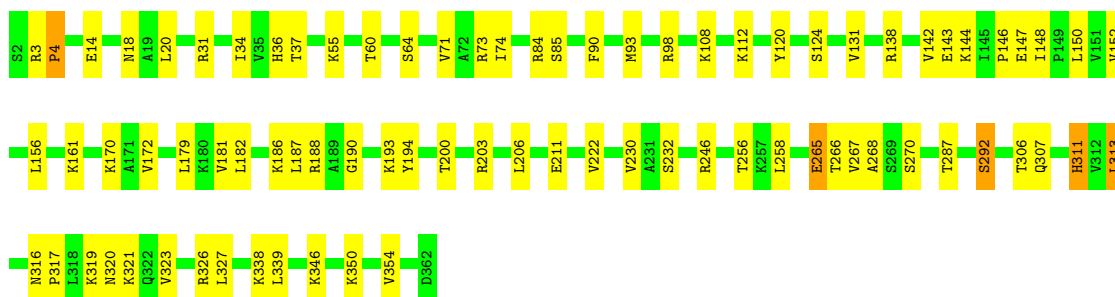 S2 R3 P4 E14 N18 A19 L20 R31 I34 V35 H36 T37 K55 T60 S64 V71 A72 R73 I74 R84 S85 F90 M93 R98 K108 K112 Y120 S124 V131 R138 V142 E143 K144 I145 P146 E147 I148 P149 L150 V151 V152
L156 K161 K170 A171 V172 L179 K180 V181 L182 K186 L187 R188 A189 G190 K193 Y194 T200 R203 L206 E211 V222 V230 A231 S232 R246 T256 K257 L258 E265 T266 V267 A268 S269 S270 T287 S292 T306 Q307 H311 V312 L313
N316 P317 L318 K319 N320 K321 Q322 V323 R326 L327 K338 L339 K346 K350 V354 D362